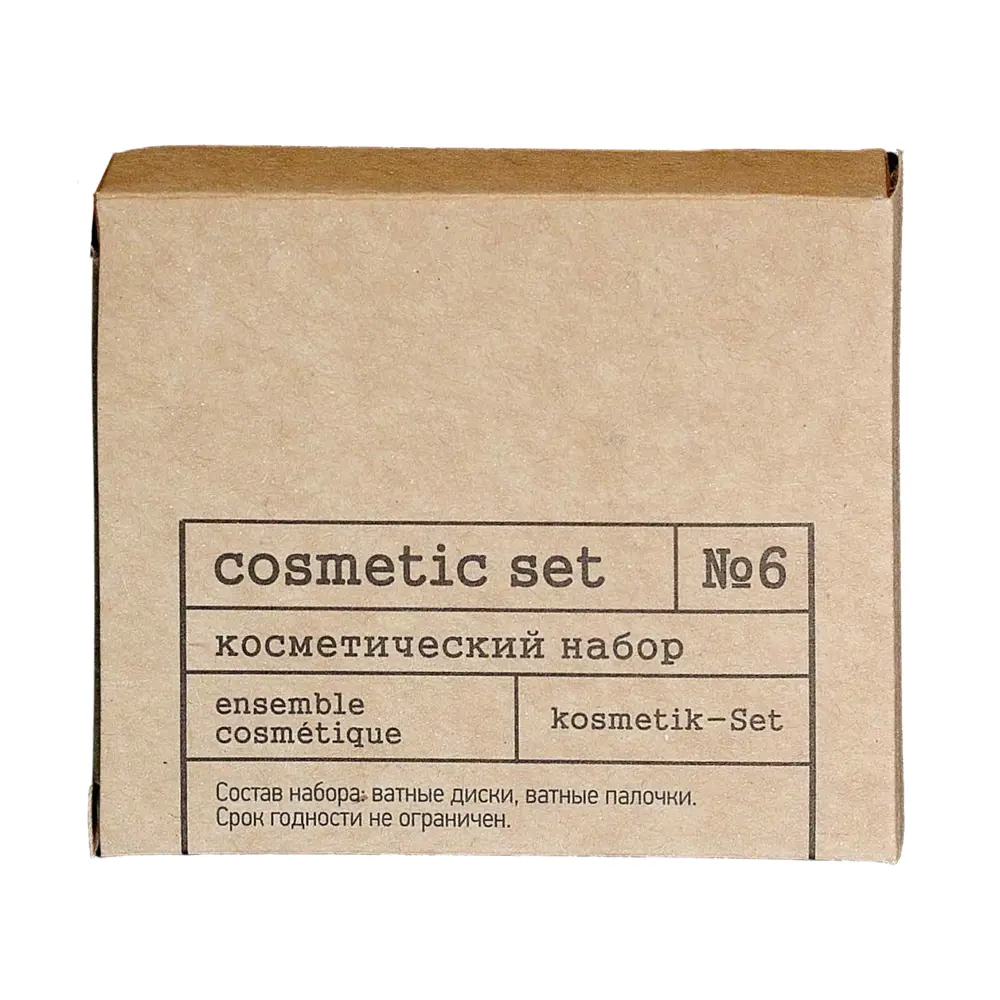 cosmetic set №6
косметический набор
ensemble
cosmétique
kosmetik-Set
Состав набора: ватные диски, ватные палочки.
Срок годности не ограничен.